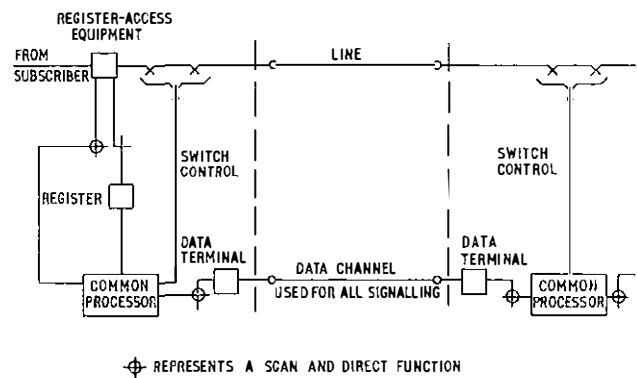 REGISTER-ACCESS
EQUIPMENT
FROM
SUBSCRIBER
LINE
SWITCH
CONTROL
SWITCH
CONTROL
REGISTER
DATA
TERMINAL
DATA
TERMINAL
COMMON
PROCESSOR
DATA CHANNEL
USED FOR ALL SIGNALLING
COMMON
PROCESSOR
REPRESENTS A SCAN AND DIRECT FUNCTION